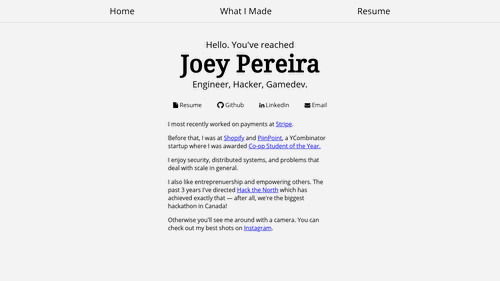 Home What I Made Resume
Hello. You've reached
Joey Pereira
Engineer, Hacker, Gamedev.
Resume Github LinkedIn Email
I most recently worked on payments at Stripe.
Before that, I was at Shopify and PiinPoint, a YCombinator
startup where I was awarded Co-op Student of the Year.
I enjoy security, distributed systems, and problems that
deal with scale in general.
I also like entreprenuership and empowering others. The
past 3 years I've directed Hack the North which has
achieved exactly that — after all, we're the biggest
hackathon in Canada!
Otherwise you'll see me around with a camera. You can
check out my best shots on Instagram.